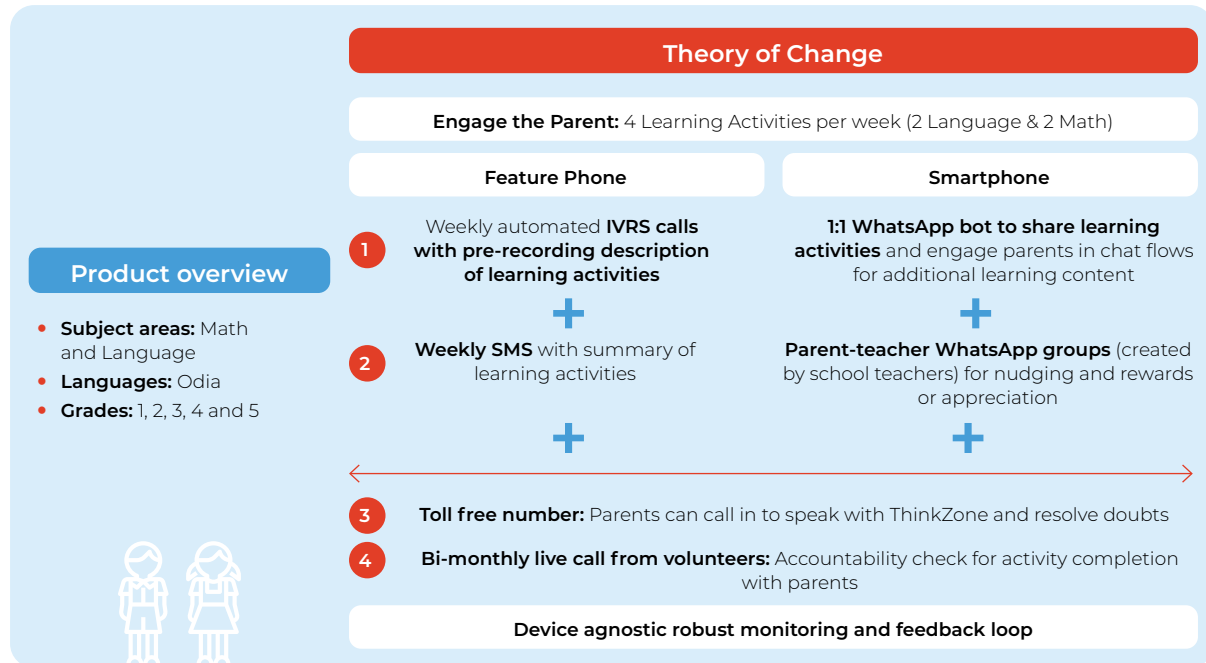 Theory of Change
Engage the Parent: 4 Learning Activities per week (2 Language & 2 Math)
Feature Phone
Smartphone
Product overview
• Subject areas: Math
and Language
• Languages: Odia
• Grades: 1, 2, 3, 4 and 5
1
Weekly automated IVRS calls
with pre-recording description
of learning activities
+
1:1 WhatsApp bot to share learning
activities and engage parents in chat flows
for additional learning content
+
2
Weekly SMS with summary of
learning activities
+
Parent-teacher WhatsApp groups (created
by school teachers) for nudging and rewards
or appreciation
+
3
Toll free number: Parents can call in to speak with ThinkZone and resolve doubts
4
Bi-monthly live call from volunteers: Accountability check for activity completion
with parents
Device agnostic robust monitoring and feedback loop